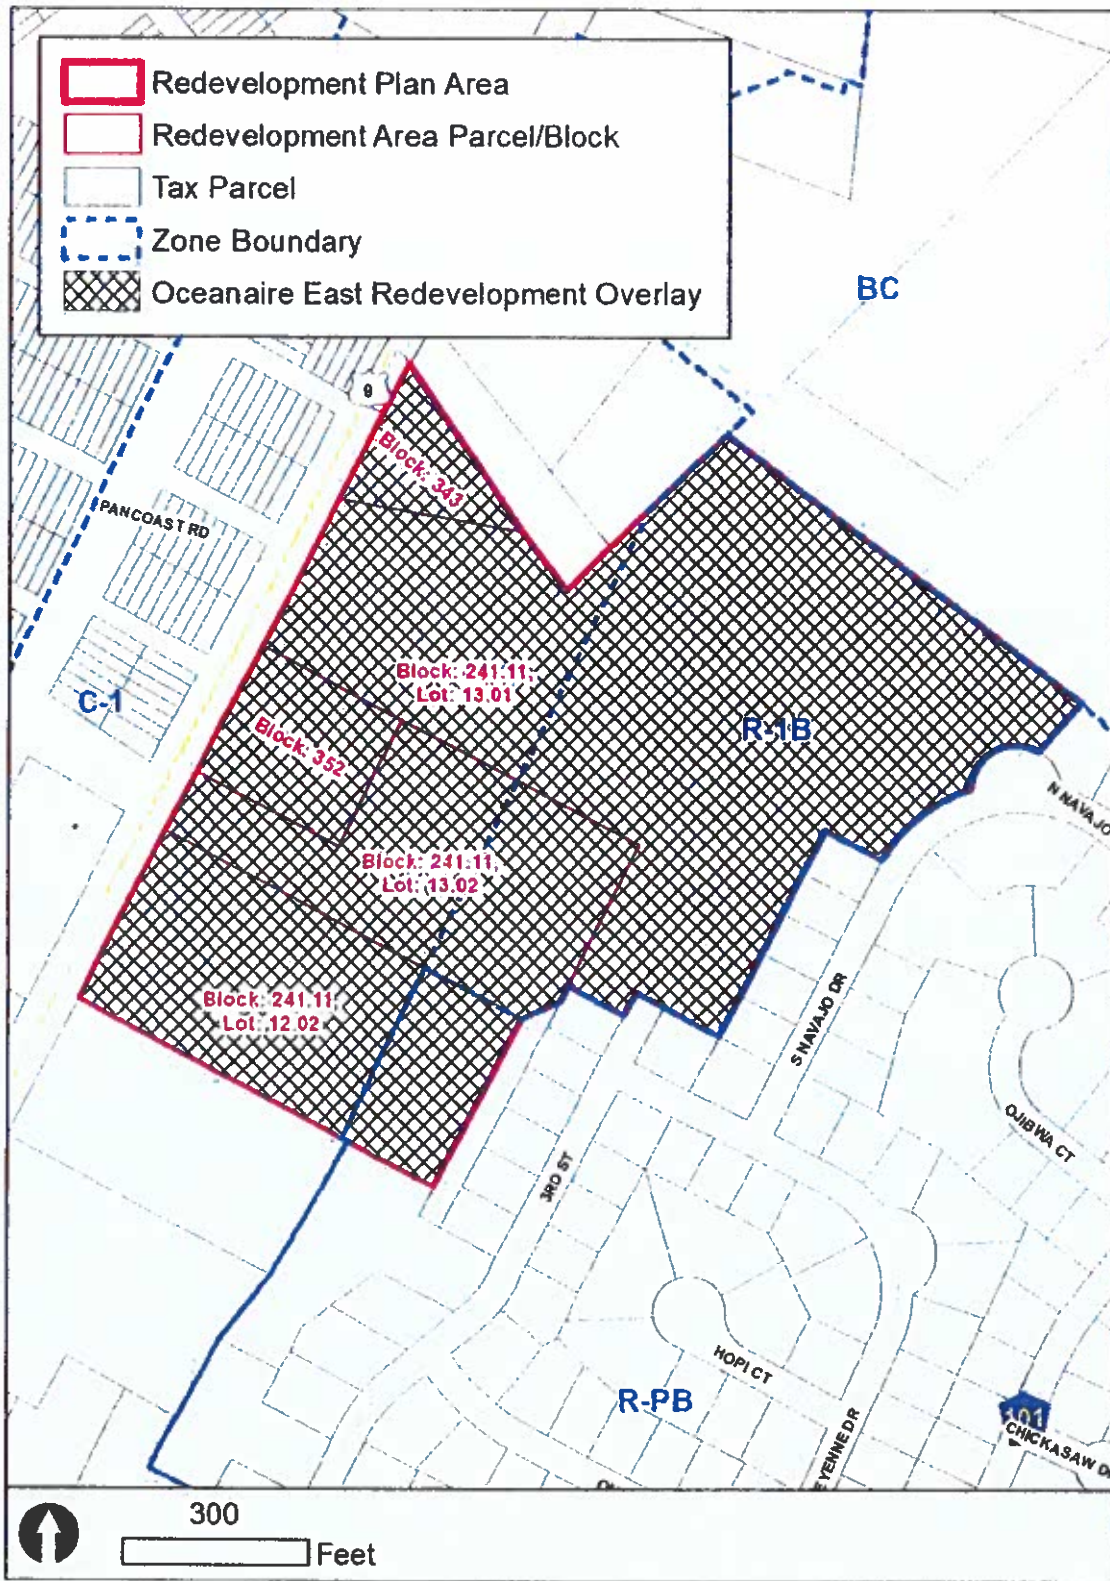 Redevelopment Plan Area
Redevelopment Area Parcel/Block
Tax Parcel
Zone Boundary
Oceanaire East Redevelopment Overlay
BC
9
Block: 343
PANCOAST RD
Block: 241.11,
Lot: 13.01
C-1
R-1B
Block: 352
N NAVAJO
Block: 241.11,
Lot: 13.02
Block: 241.11,
Lot: 12.02
S NAVAJO DR
OJIBWA CT
3RD ST
HOPI CT
R-PB
EYENNE DR
CHICKASAW D
300
Feet